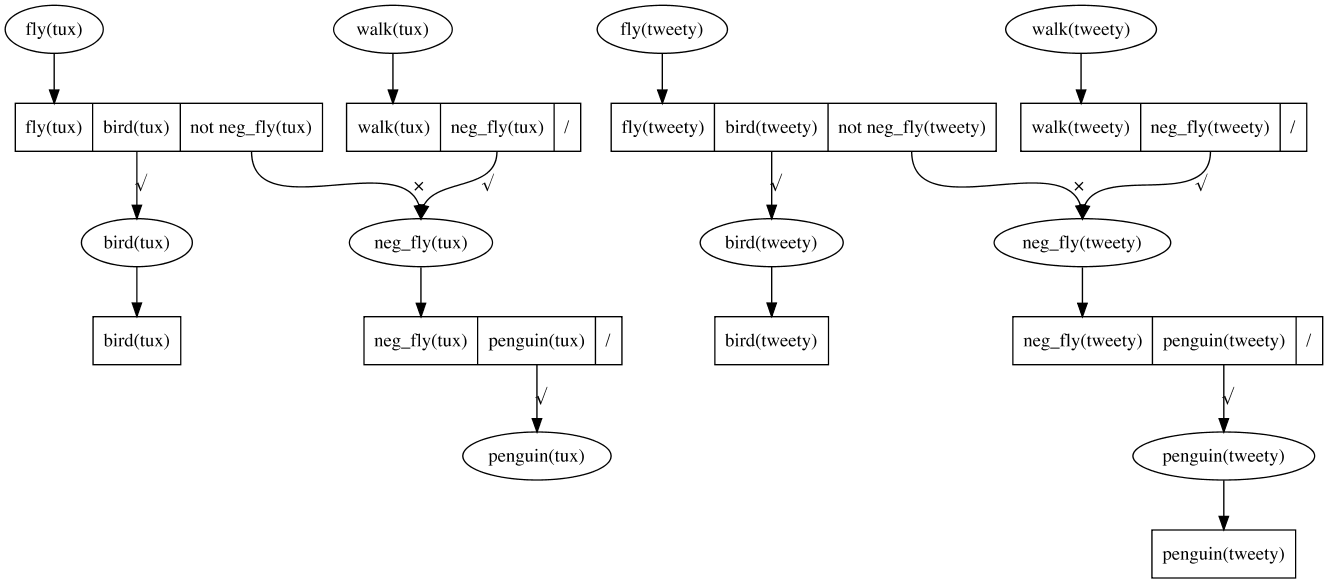 fly(tux) walk(tux) fly(tweety) walk(tweety)
fly(tux) bird(tux) not neg_fly(tux) walk(tux) neg_fly(tux) / fly(tweety) bird(tweety) not neg_fly(tweety) walk(tweety) neg_fly(tweety) /
√ × √ √ × √
bird(tux) neg_fly(tux) bird(tweety) neg_fly(tweety)
bird(tux) neg_fly(tux) penguin(tux) / bird(tweety) neg_fly(tweety) penguin(tweety) /
√ √
penguin(tux) penguin(tweety)
penguin(tweety)